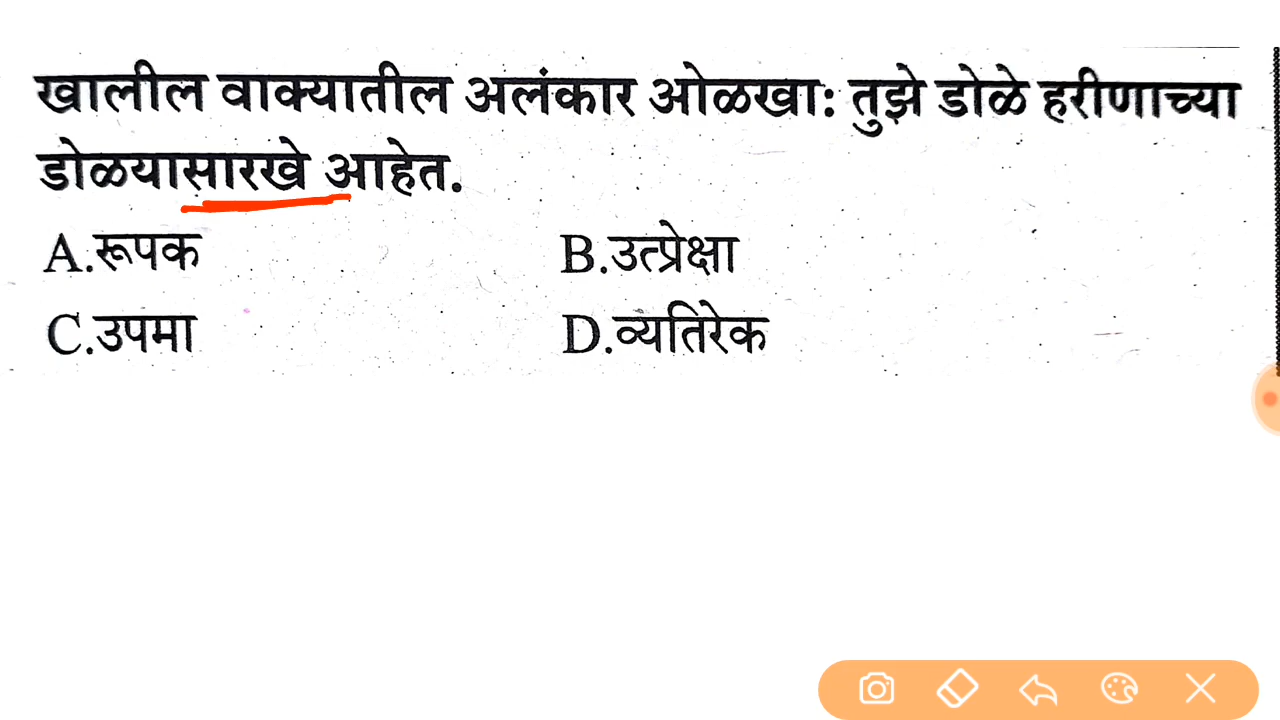 खालील वाक्यातील अलंकार ओळखा: तुझे डोळे हरीणाच्या
डोळयासारखे आहेत.
A.रूपक B.उत्प्रेक्षा
C.उपमा D.व्यतिरेक